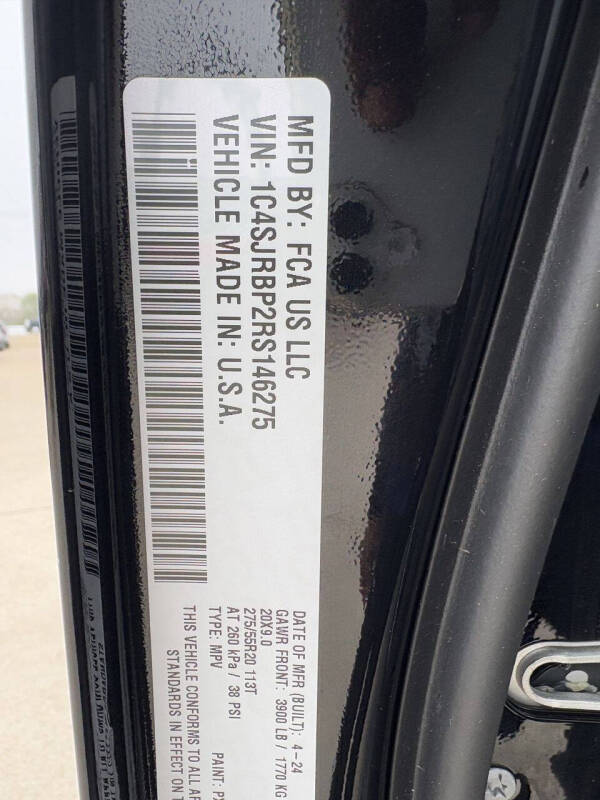 MFD BY: FCA US LLC
VIN: 1C4SJRBP2RS146275
VEHICLE MADE IN: U.S.A.
DATE OF MFR (BUILT): 4-24
GAWR FRONT: 3900 LB / 1770 KG
20X9.0
275/55R20 113T
AT 260 kPa / 38 PSI
TYPE: MPV
PAINT:
THIS VEHICLE CONFORMS TO ALL
STANDARDS IN EFFECT ON